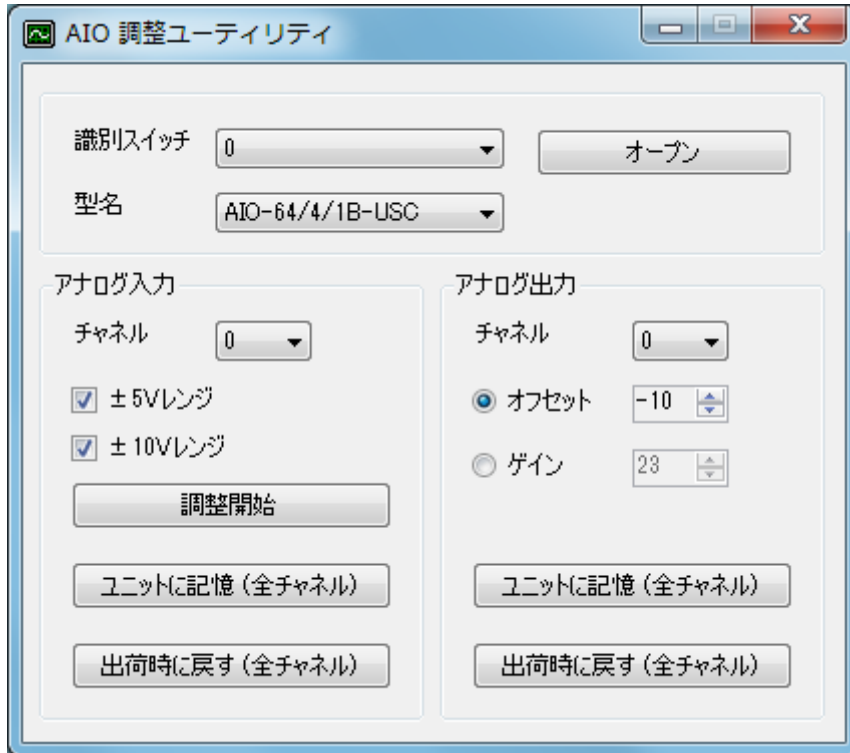 AIO 調整ユーティリティ
識別スイッチ 0 オープン
型名 AIO-64/4/1B-USC
アナログ入力
チャネル 0
±5Vレンジ
±10Vレンジ
調整開始
ユニットに記憶(全チャネル)
出荷時に戻す(全チャネル)
アナログ出力
チャネル 0
オフセット -10
ゲイン 23
ユニットに記憶(全チャネル)
出荷時に戻す(全チャネル)